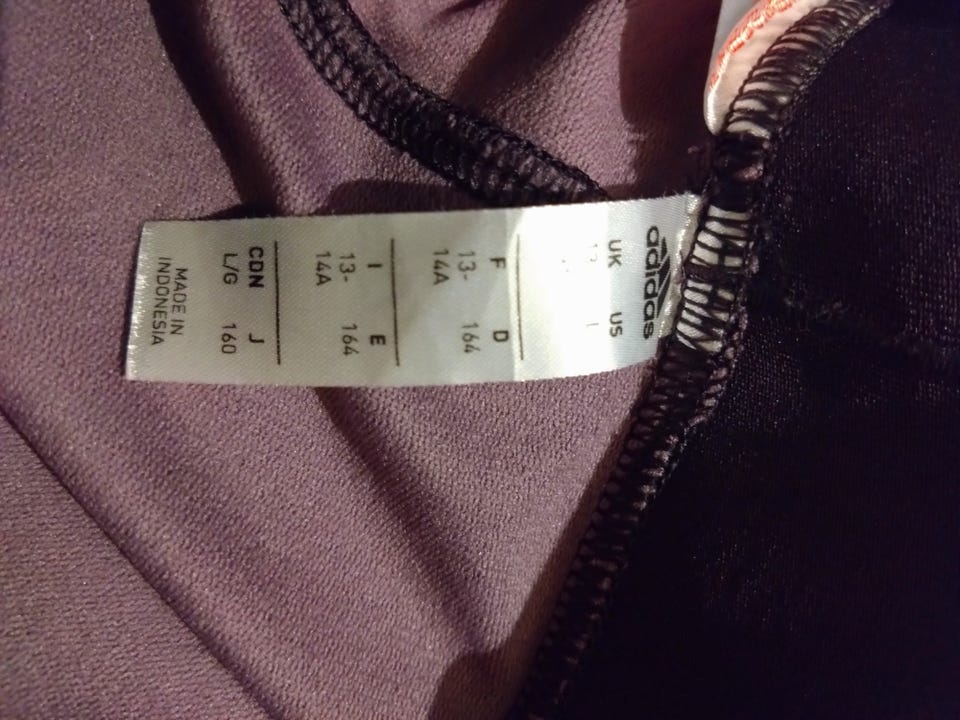 adidas
UK US
F D
13- 164
14A
I E
13- 164
14A
CDN J
L/G 160
MADE IN
INDONESIA